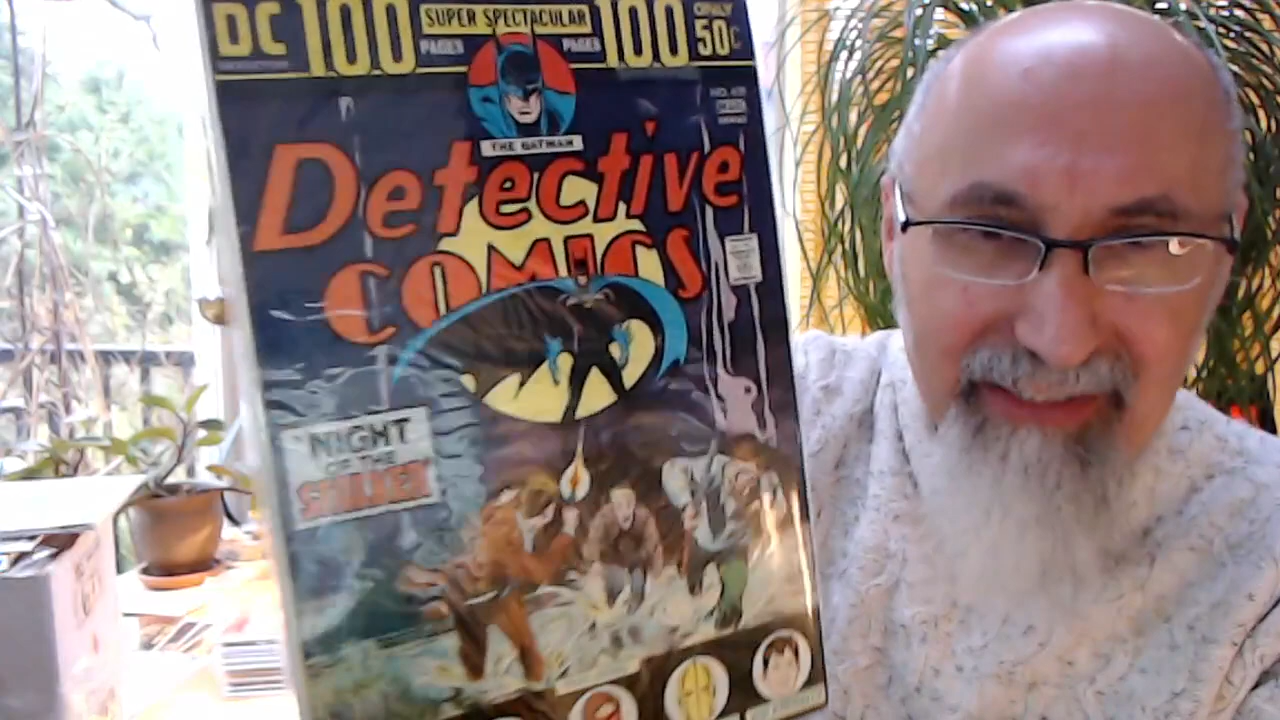 DC 100 SUPER SPECTACULAR 100 ONLY
PAGES PAGES 50¢
THE BATMAN
Detective
COMICS
NIGHT
OF THE
STALKER